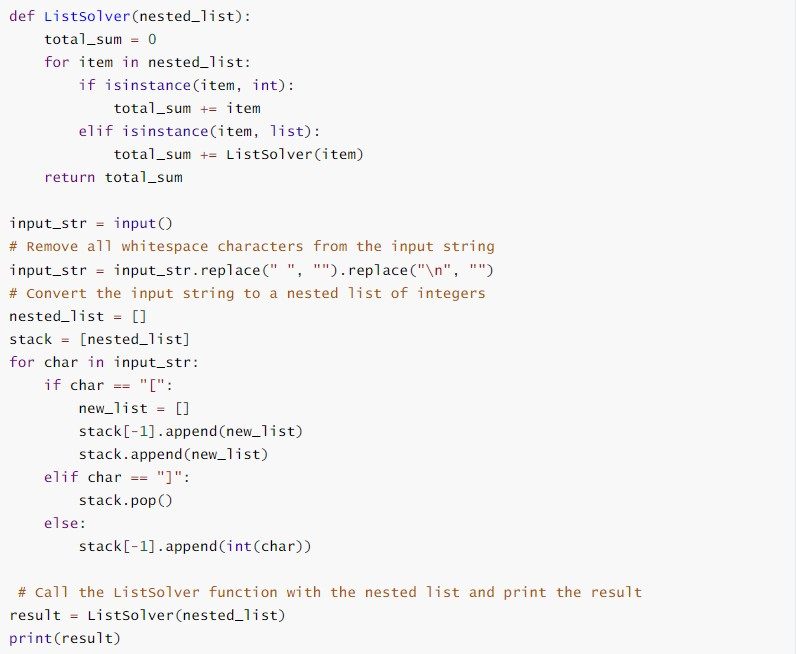 def ListSolver(nested_list):
    total_sum = 0
    for item in nested_list:
        if isinstance(item, int):
            total_sum += item
        elif isinstance(item, list):
            total_sum += ListSolver(item)
    return total_sum

input_str = input()
# Remove all whitespace characters from the input string
input_str = input_str.replace(" ", "").replace("\n", "")
# Convert the input string to a nested list of integers
nested_list = []
stack = [nested_list]
for char in input_str:
    if char == "[":
        new_list = []
        stack[-1].append(new_list)
        stack.append(new_list)
    elif char == "]":
        stack.pop()
    else:
        stack[-1].append(int(char))

 # Call the ListSolver function with the nested list and print the result
result = ListSolver(nested_list)
print(result)